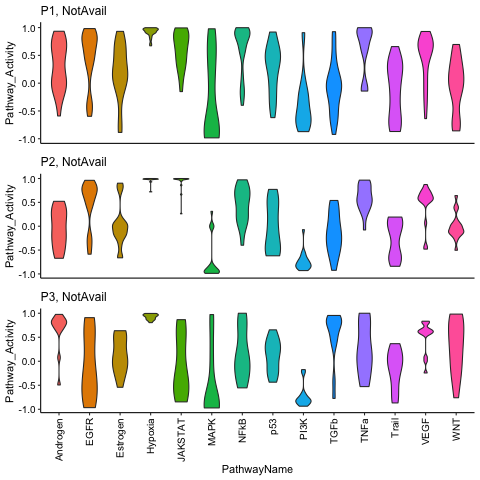 P1, NotAvail
Pathway_Activity
1.0
0.5
0.0
-0.5
-1.0
P2, NotAvail
Pathway_Activity
1.0
0.5
0.0
-0.5
-1.0
P3, NotAvail
Pathway_Activity
1.0
0.5
0.0
-0.5
-1.0
Androgen
EGFR
Estrogen
Hypoxia
JAKSTAT
MAPK
NFkB
p53
PI3K
TGFb
TNFa
Trail
VEGF
WNT
PathwayName